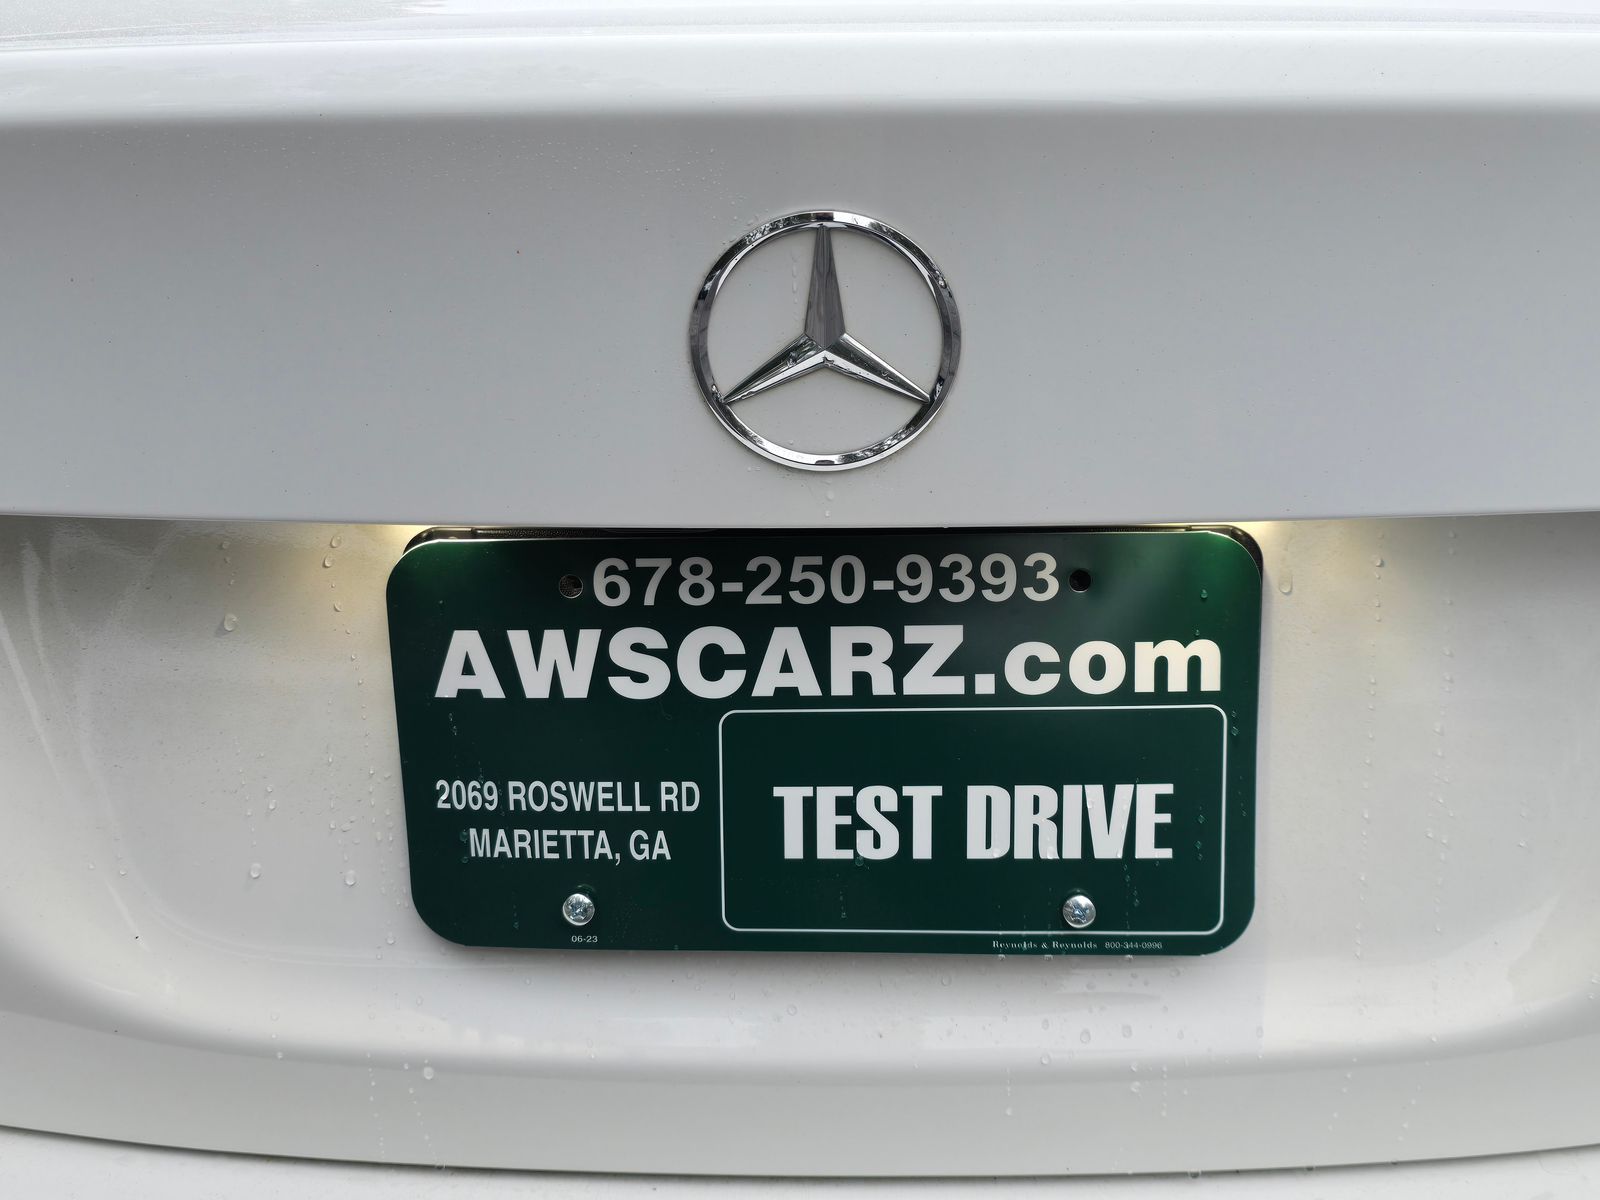 678-250-9393
AWSCARZ.com
2069 ROSWELL RD
MARIETTA, GA
TEST DRIVE
06-23
Reynolds & Reynolds 800-344-0996